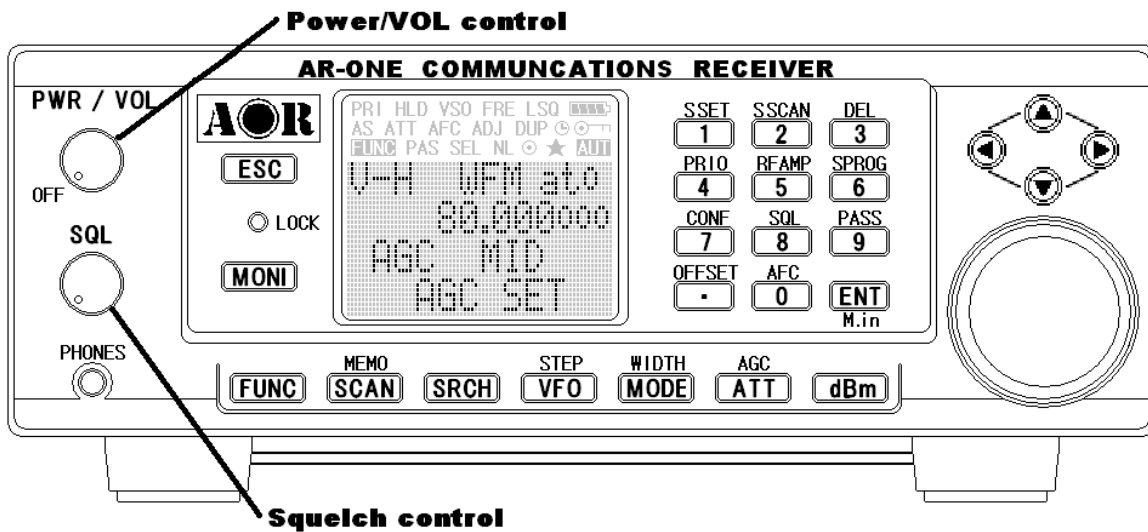 Power/VOL control
AR-ONE COMMUNCATIONS RECEIVER
PWR / VOL
OFF
SQL
PHONES
AOR
ESC
LOCK
MONI
PRI HLD VSO FRE LSQ
AS ATT AFC ADJ DUP
FUNC PAS SEL NL ★ AUT
V-H WFM ato
80.000000
AGC MID
AGC SET
SSET SSCAN DEL
1 2 3
PRIO RFAMP SPROG
4 5 6
CONF SQL PASS
7 8 9
OFFSET AFC
. 0 ENT
M.in
MEMO STEP WIDTH AGC
FUNC SCAN SRCH VFO MODE ATT dBm
Squelch control